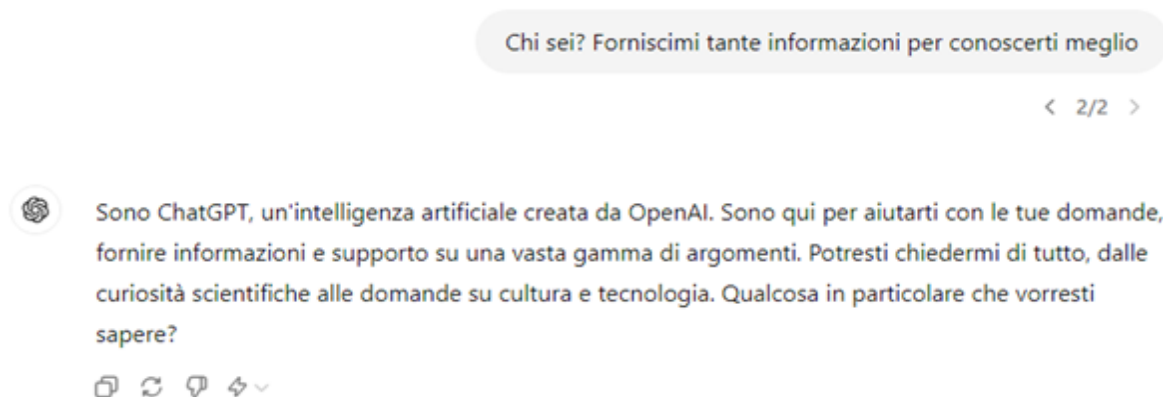 Chi sei? Forniscimi tante informazioni per conoscerti meglio
2/2
Sono ChatGPT, un'intelligenza artificiale creata da OpenAI. Sono qui per aiutarti con le tue domande,
fornire informazioni e supporto su una vasta gamma di argomenti. Potresti chiedermi di tutto, dalle
curiosità scientifiche alle domande su cultura e tecnologia. Qualcosa in particolare che vorresti
sapere?